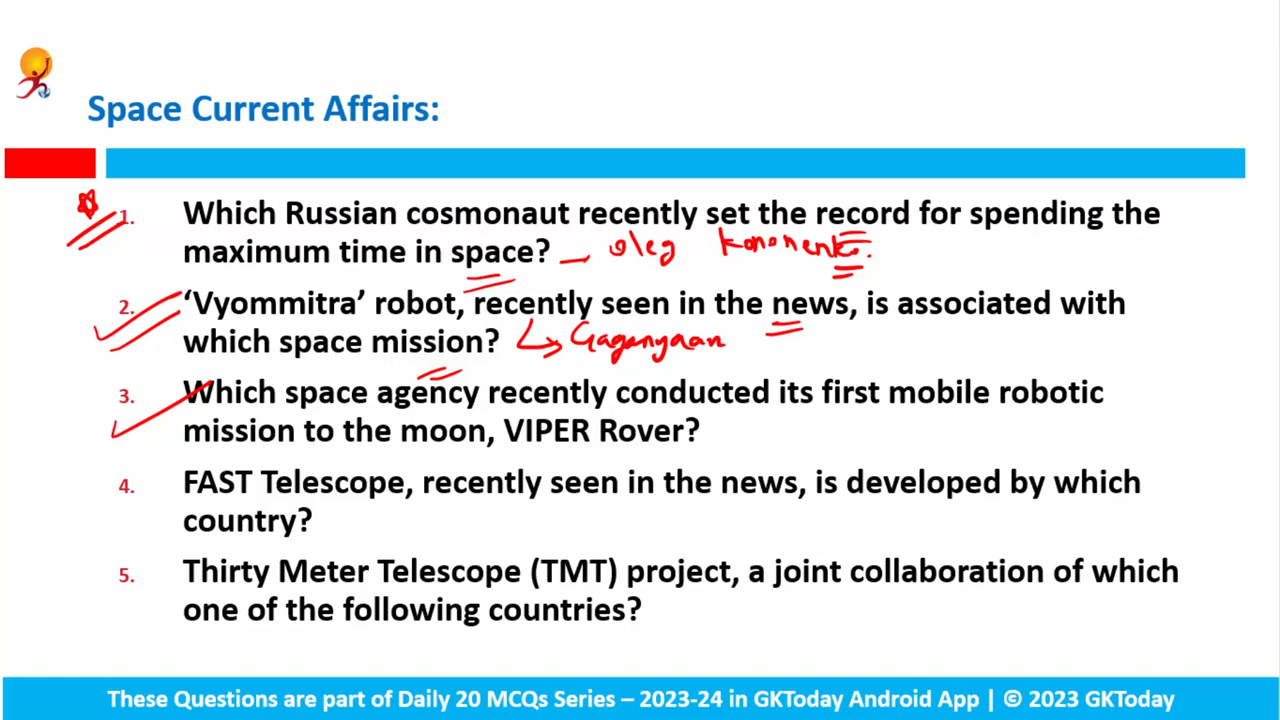 Space Current Affairs:
1. Which Russian cosmonaut recently set the record for spending the
maximum time in space? – Oleg Kononenko.
2. ‘Vyommitra’ robot, recently seen in the news, is associated with
which space mission? ↳ Gaganyaan
3. Which space agency recently conducted its first mobile robotic
mission to the moon, VIPER Rover?
4. FAST Telescope, recently seen in the news, is developed by which
country?
5. Thirty Meter Telescope (TMT) project, a joint collaboration of which
one of the following countries?
These Questions are part of Daily 20 MCQs Series – 2023-24 in GKToday Android App | © 2023 GKToday